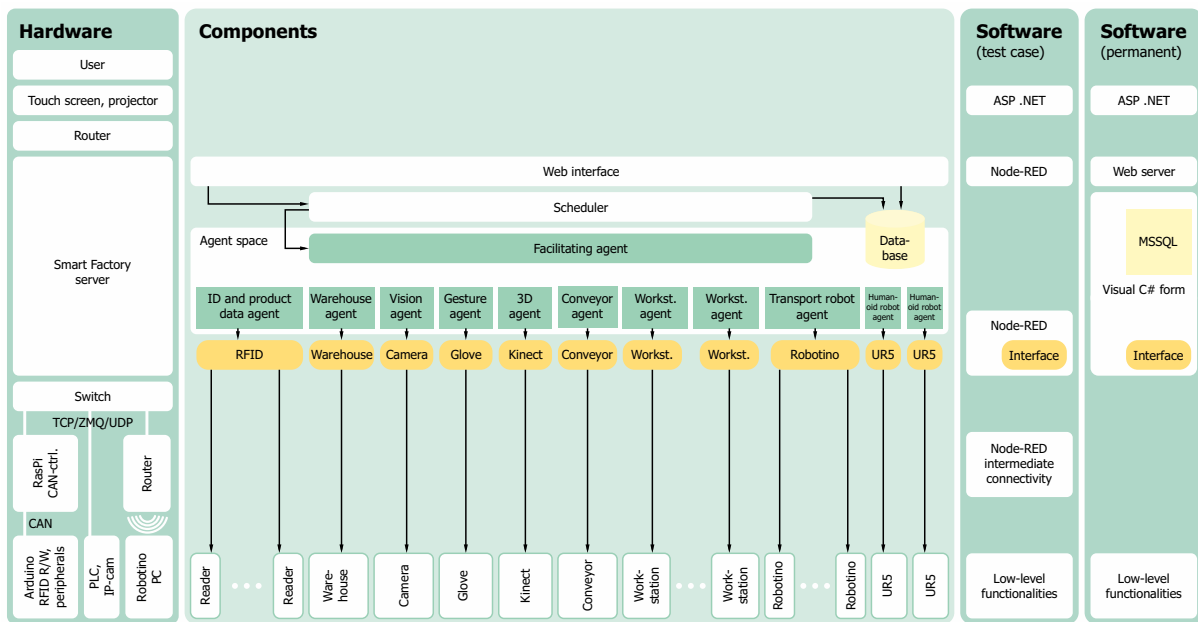 Hardware
User
Touch screen, projector
Router
Smart Factory
server
Switch
TCP/ZMQ/UDP
RasPi
CAN-ctrl.
Router
CAN
Arduino
RFID R/W,
peripherals
PLC,
IP-cam
Robotino
PC
Components
Web interface
Scheduler
Agent space
Facilitating agent
Data-
base
ID and product
data agent
Warehouse
agent
Vision
agent
Gesture
agent
3D
agent
Conveyor
agent
Workst.
agent
Workst.
agent
Transport robot
agent
Human-
oid robot
agent
Human-
oid robot
agent
RFID
Warehouse
Camera
Glove
Kinect
Conveyor
Workst.
Workst.
Robotino
UR5
UR5
Reader
Reader
Ware-
house
Camera
Glove
Kinect
Conveyor
Work-
station
Work-
station
Robotino
Robotino
UR5
UR5
Software
(test case)
ASP .NET
Node-RED
Node-RED
Interface
Node-RED
intermediate
connectivity
Low-level
functionalities
Software
(permanent)
ASP .NET
Web server
MSSQL
Visual C# form
Interface
Low-level
functionalities